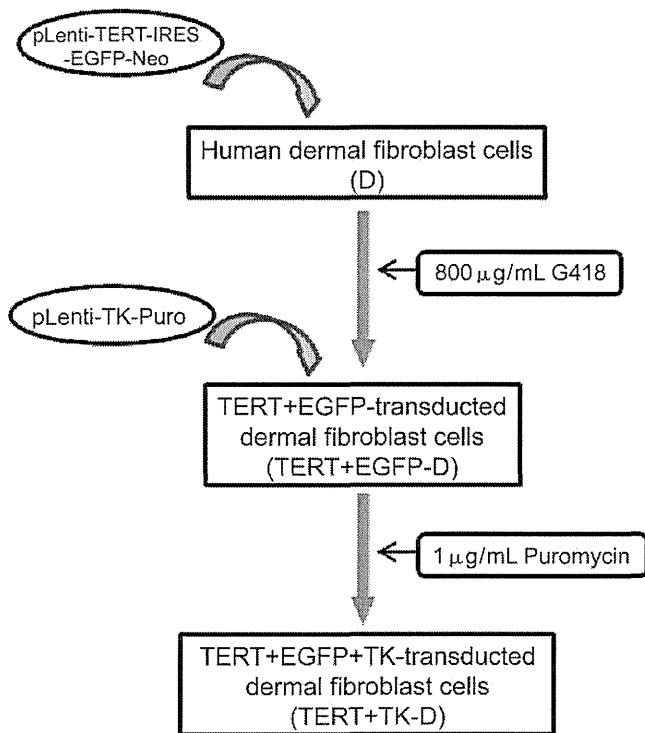 pLenti-TERT-IRES
-EGFP-Neo
Human dermal fibroblast cells
(D)
800 μg/mL G418
pLenti-TK-Puro
TERT+EGFP-transducted
dermal fibroblast cells
(TERT+EGFP-D)
1 μg/mL Puromycin
TERT+EGFP+TK-transducted
dermal fibroblast cells
(TERT+TK-D)